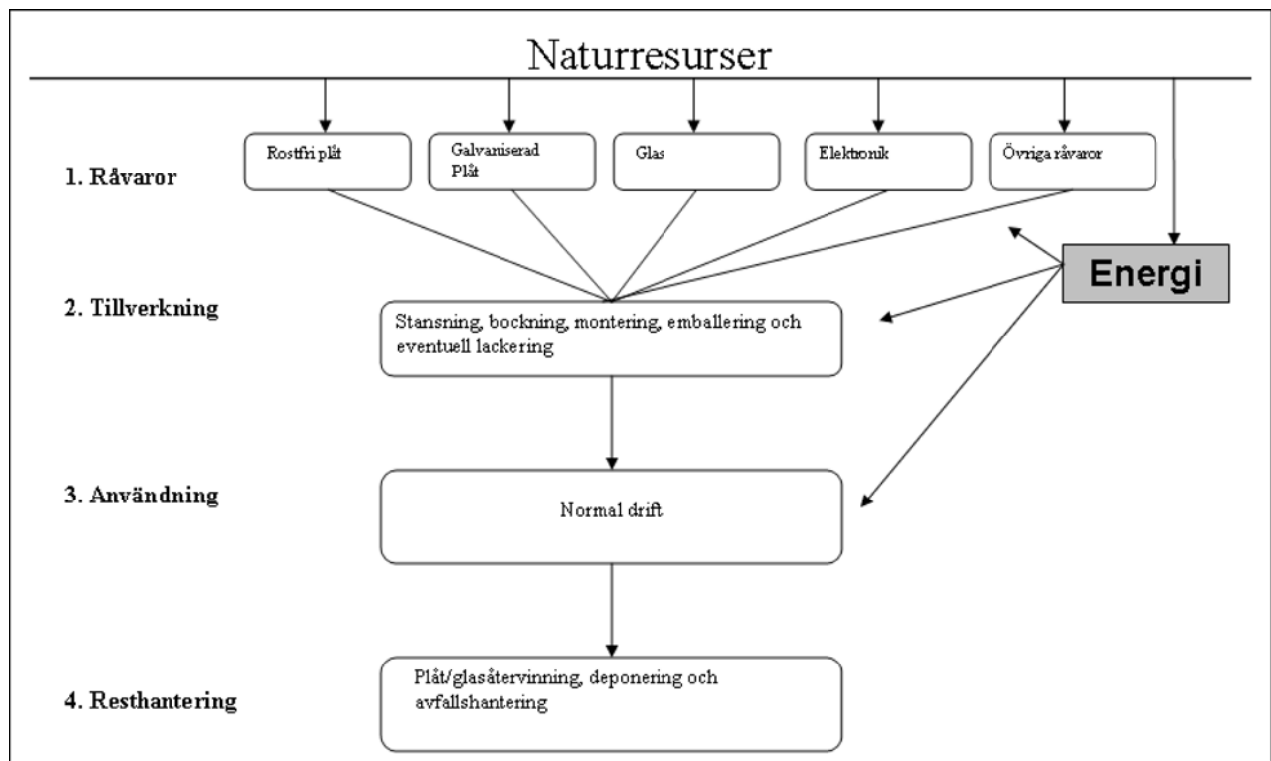 Naturresurser
Rostfri plåt
Galvaniserad
Plåt
Glas
Elektronik
Övriga råvaror
1. Råvaror
Energi
2. Tillverkning
Stansning, bockning, montering, emballering och
eventuell lackering
3. Användning
Normal drift
4. Resthantering
Plåt/glasåtervinning, deponering och
avfallshantering